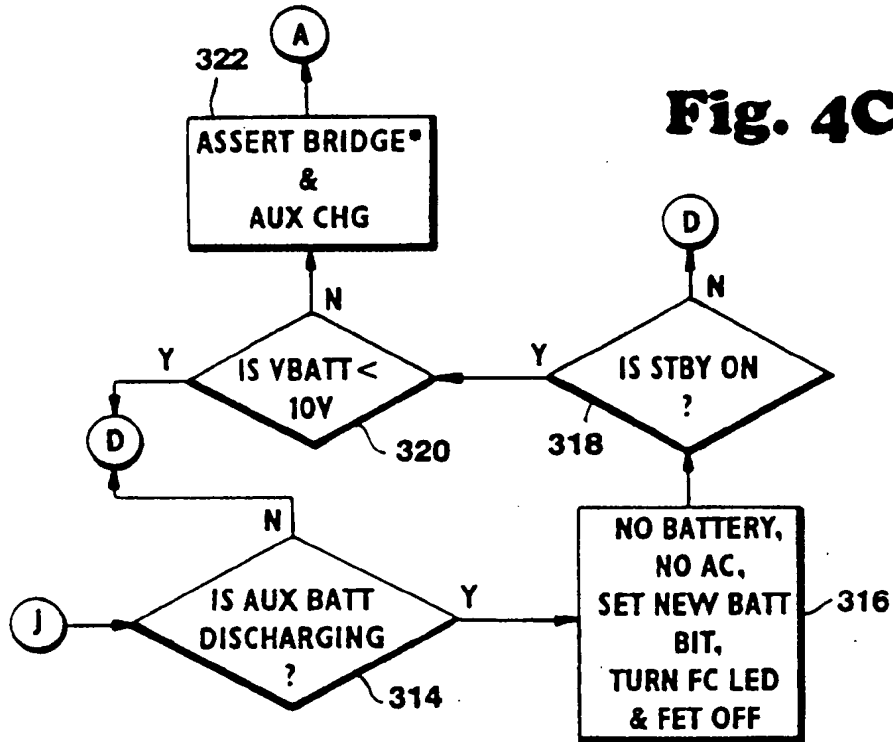 A
322
Fig. 4C
ASSERT BRIDGE*
&
AUX CHG
D
N
N
Y
IS VBATT <
10V
320
Y
IS STBY ON
?
318
D
N
J
IS AUX BATT
DISCHARGING
?
314
Y
NO BATTERY,
NO AC,
SET NEW BATT
BIT,
TURN FC LED
& FET OFF
316